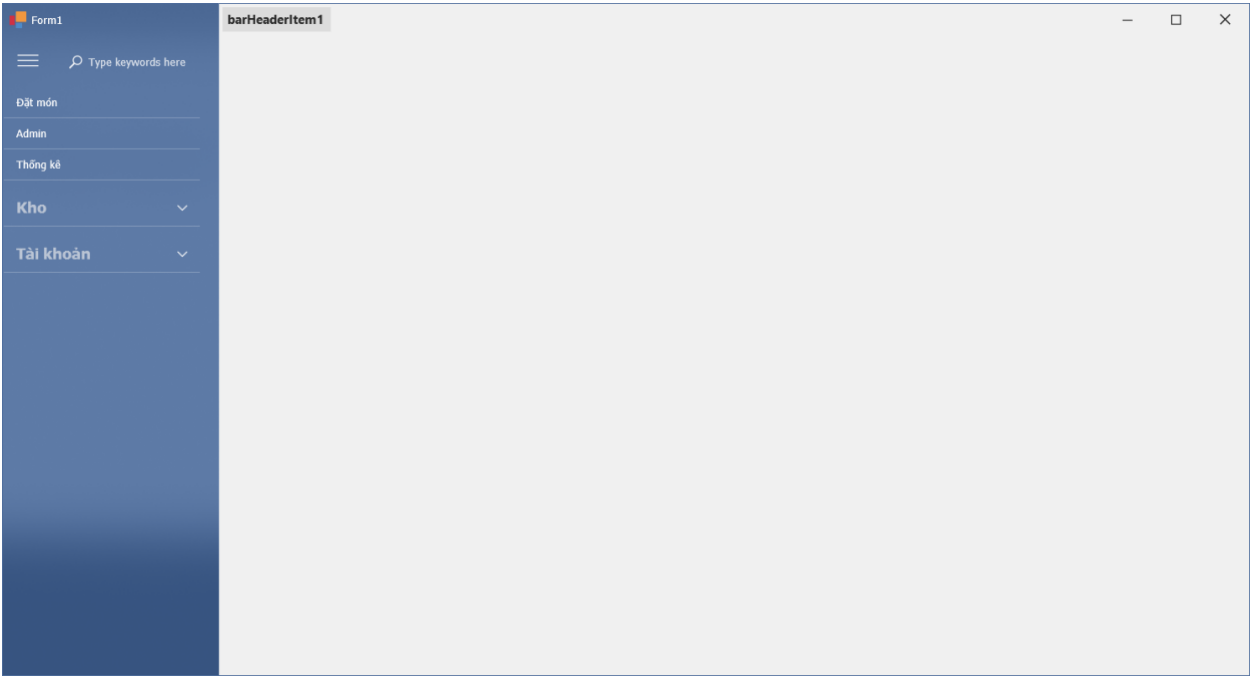 Form1
barHeaderItem1
Type keywords here
Đặt món
Admin
Thống kê
Kho
Tài khoản